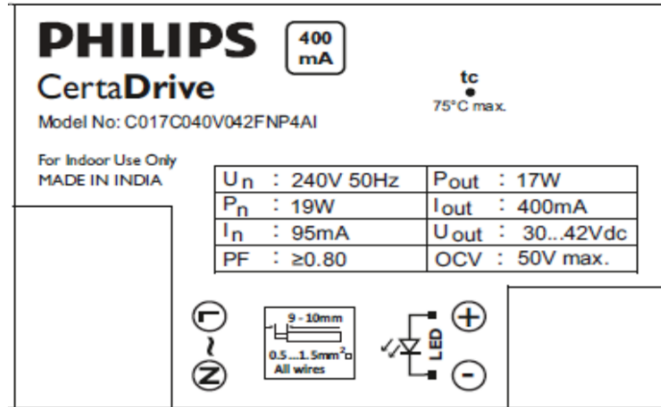 PHILIPS
400
mA
CertaDrive
tc
75°C max.
Model No: C017C040V042FNP4AI
For Indoor Use Only
MADE IN INDIA
Un : 240V 50Hz Pout : 17W
Pn : 19W Iout : 400mA
In : 95mA Uout : 30...42Vdc
PF : ≥0.80 OCV : 50V max.
L
~
N
9-10mm
0.5...1.5mm²
All wires
LED
+
-